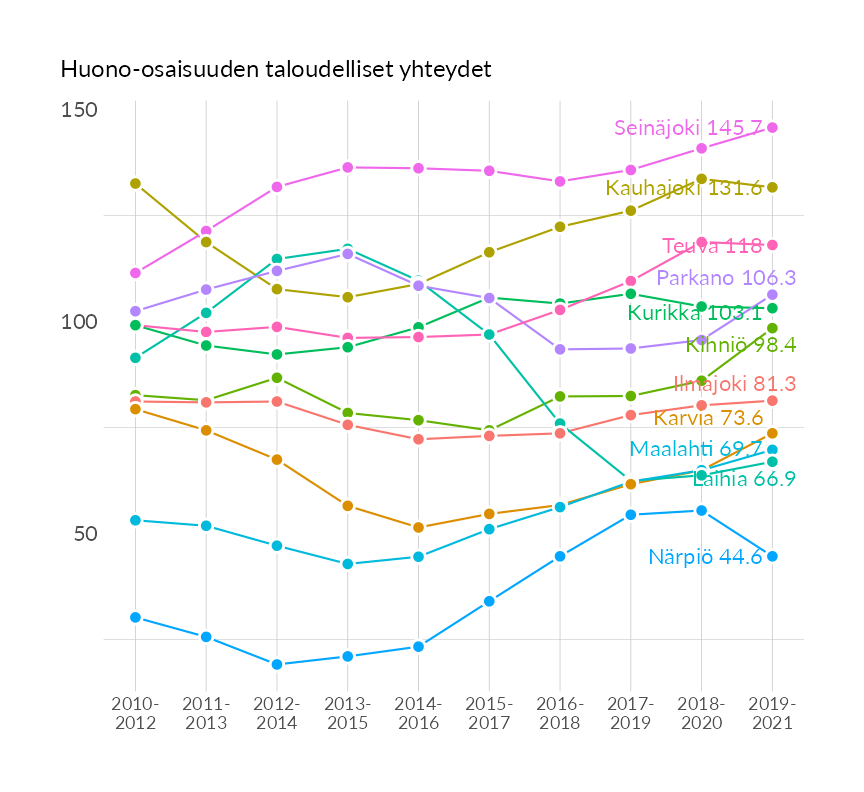 Huono-osaisuuden taloudelliset yhteydet
150
Seinäjoki 145.7
Kauhajoki 131.6
Teuva 118
Parkano 106.3
Kurikka 103.1
100
Kihniö 98.4
Ilmajoki 81.3
Karvia 73.6
Maalahti 69.7
Laihia 66.9
50
Närpiö 44.6
2010- 2011- 2012- 2013- 2014- 2015- 2016- 2017- 2018- 2019-
2012 2013 2014 2015 2016 2017 2018 2019 2020 2021